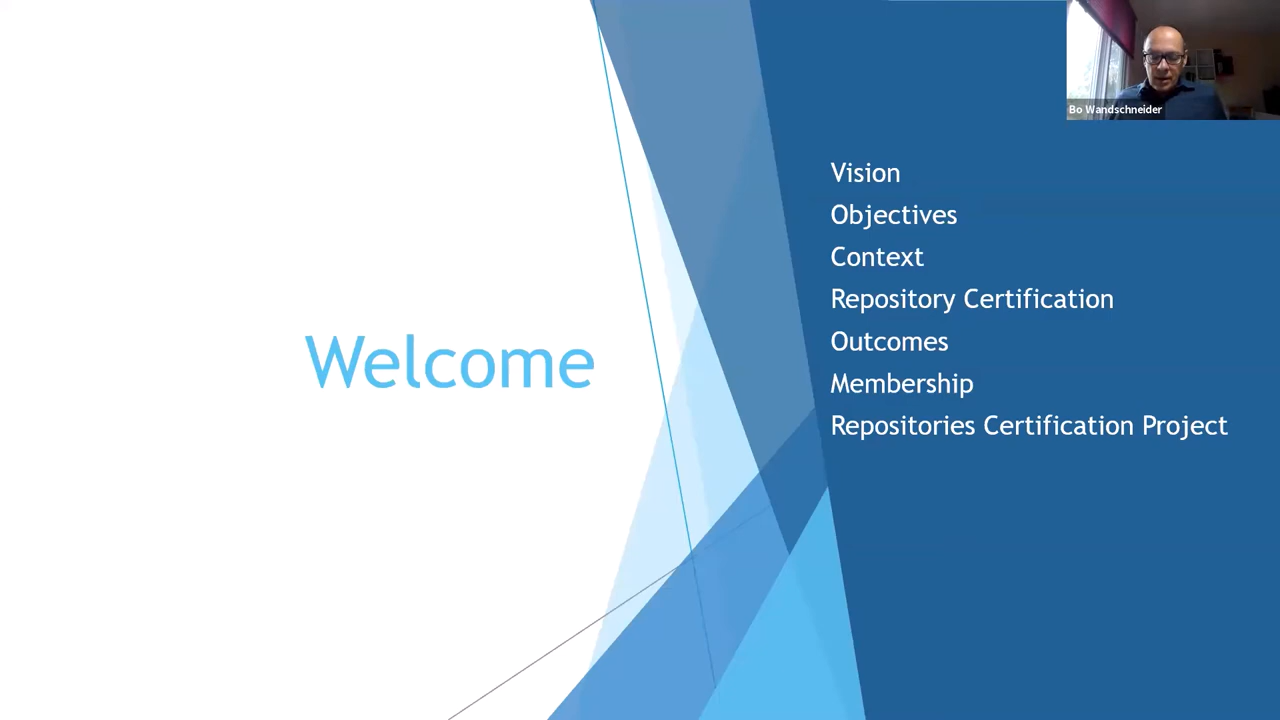 Bo Wandschneider
Welcome
Vision
Objectives
Context
Repository Certification
Outcomes
Membership
Repositories Certification Project